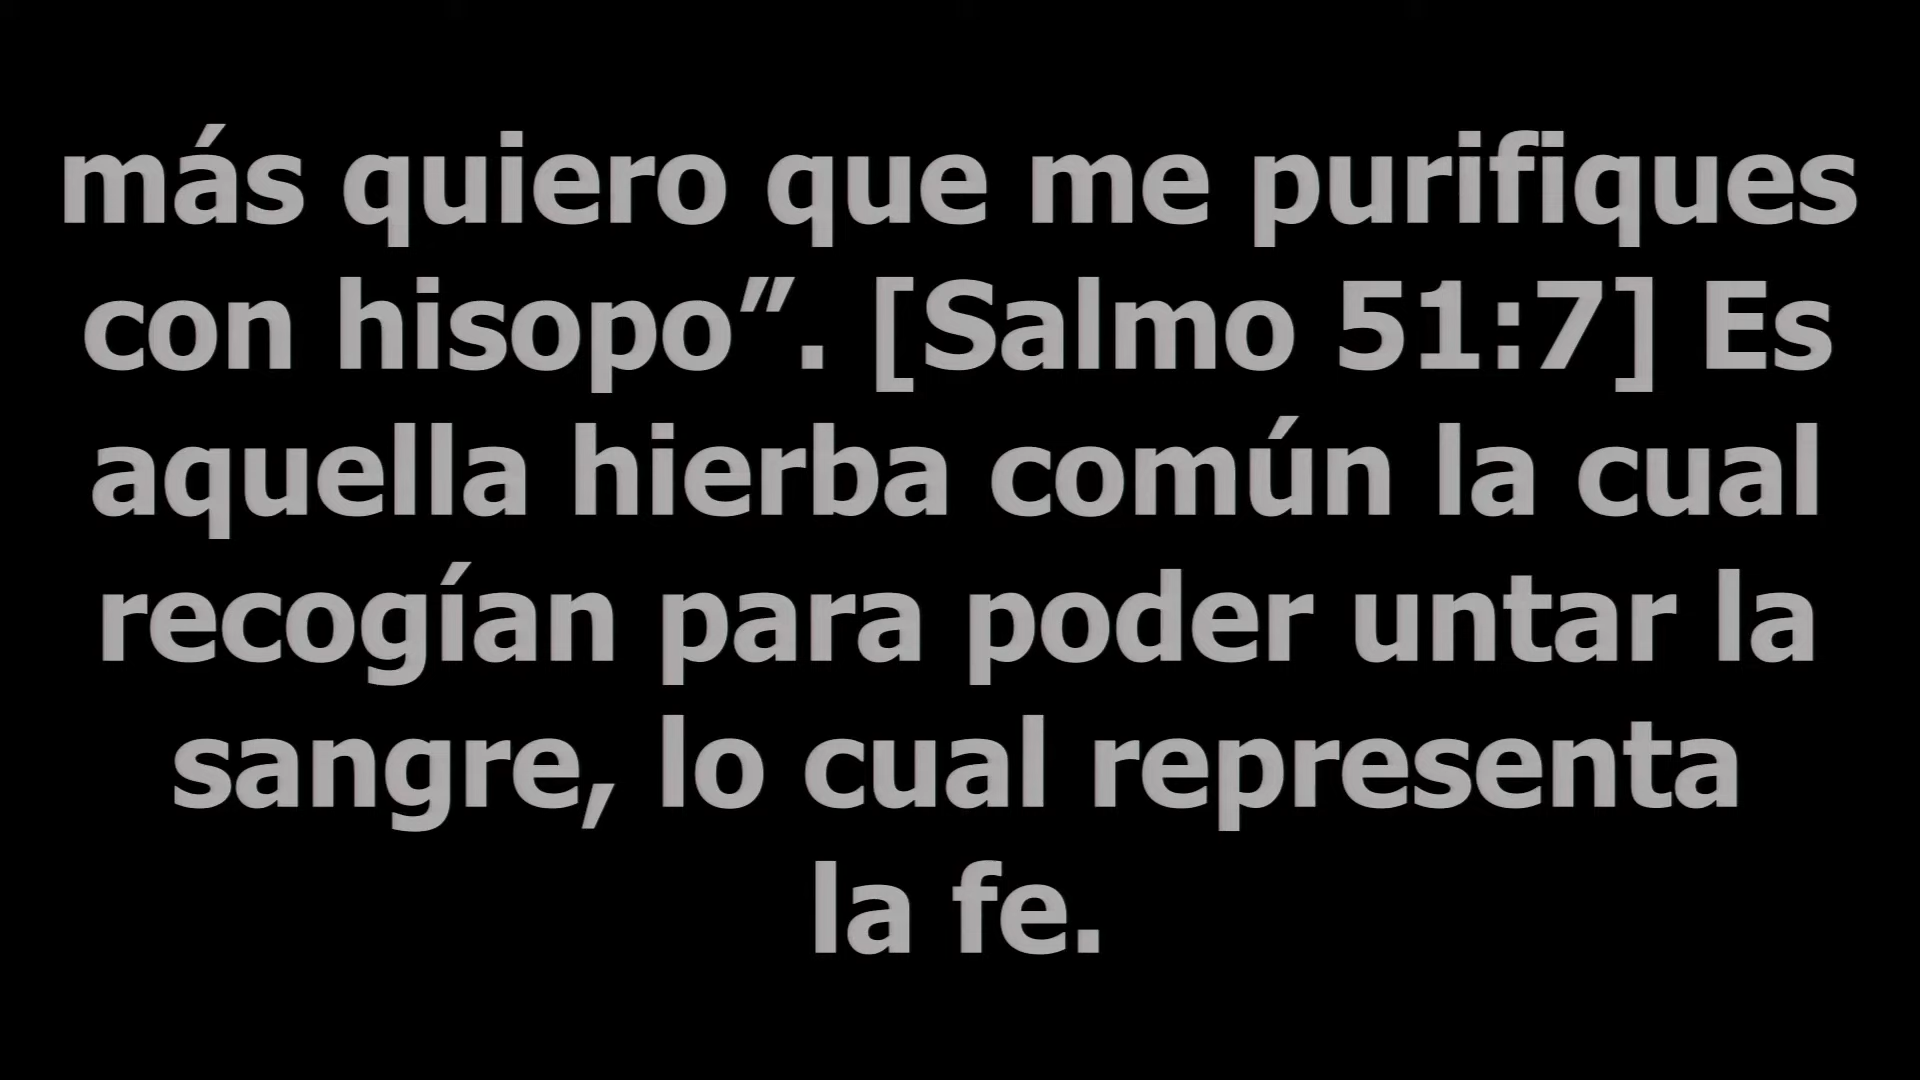 más quiero que me purifiques
con hisopo”. [Salmo 51:7] Es
aquella hierba común la cual
recogían para poder untar la
sangre, lo cual representa
la fe.